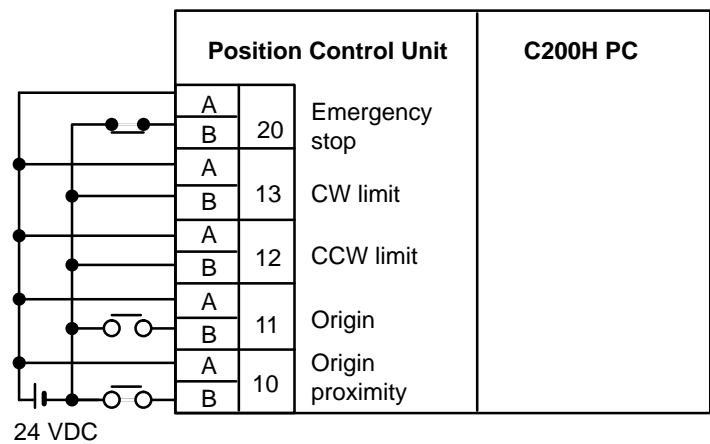 Position Control Unit
C200H PC
A
B
20
Emergency
stop
A
B
13
CW limit
A
B
12
CCW limit
A
B
11
Origin
A
B
10
Origin
proximity
24 VDC